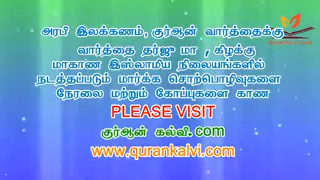 அரபீ இலக்கணம், குர்ஆன் வார்த்தைக்கு
வார்த்தை தர்ஜு மா , கிழக்கு
மாகாண இஸ்லாமிய நிலையங்களில்
நடத்தப்படும் மார்க்க சொற்பொழிவுகளை
நேரலை மற்றும் கோப்புகளை காண
PLEASE VISIT
குர்ஆன் கல்வி.com
www.qurankalvi.com